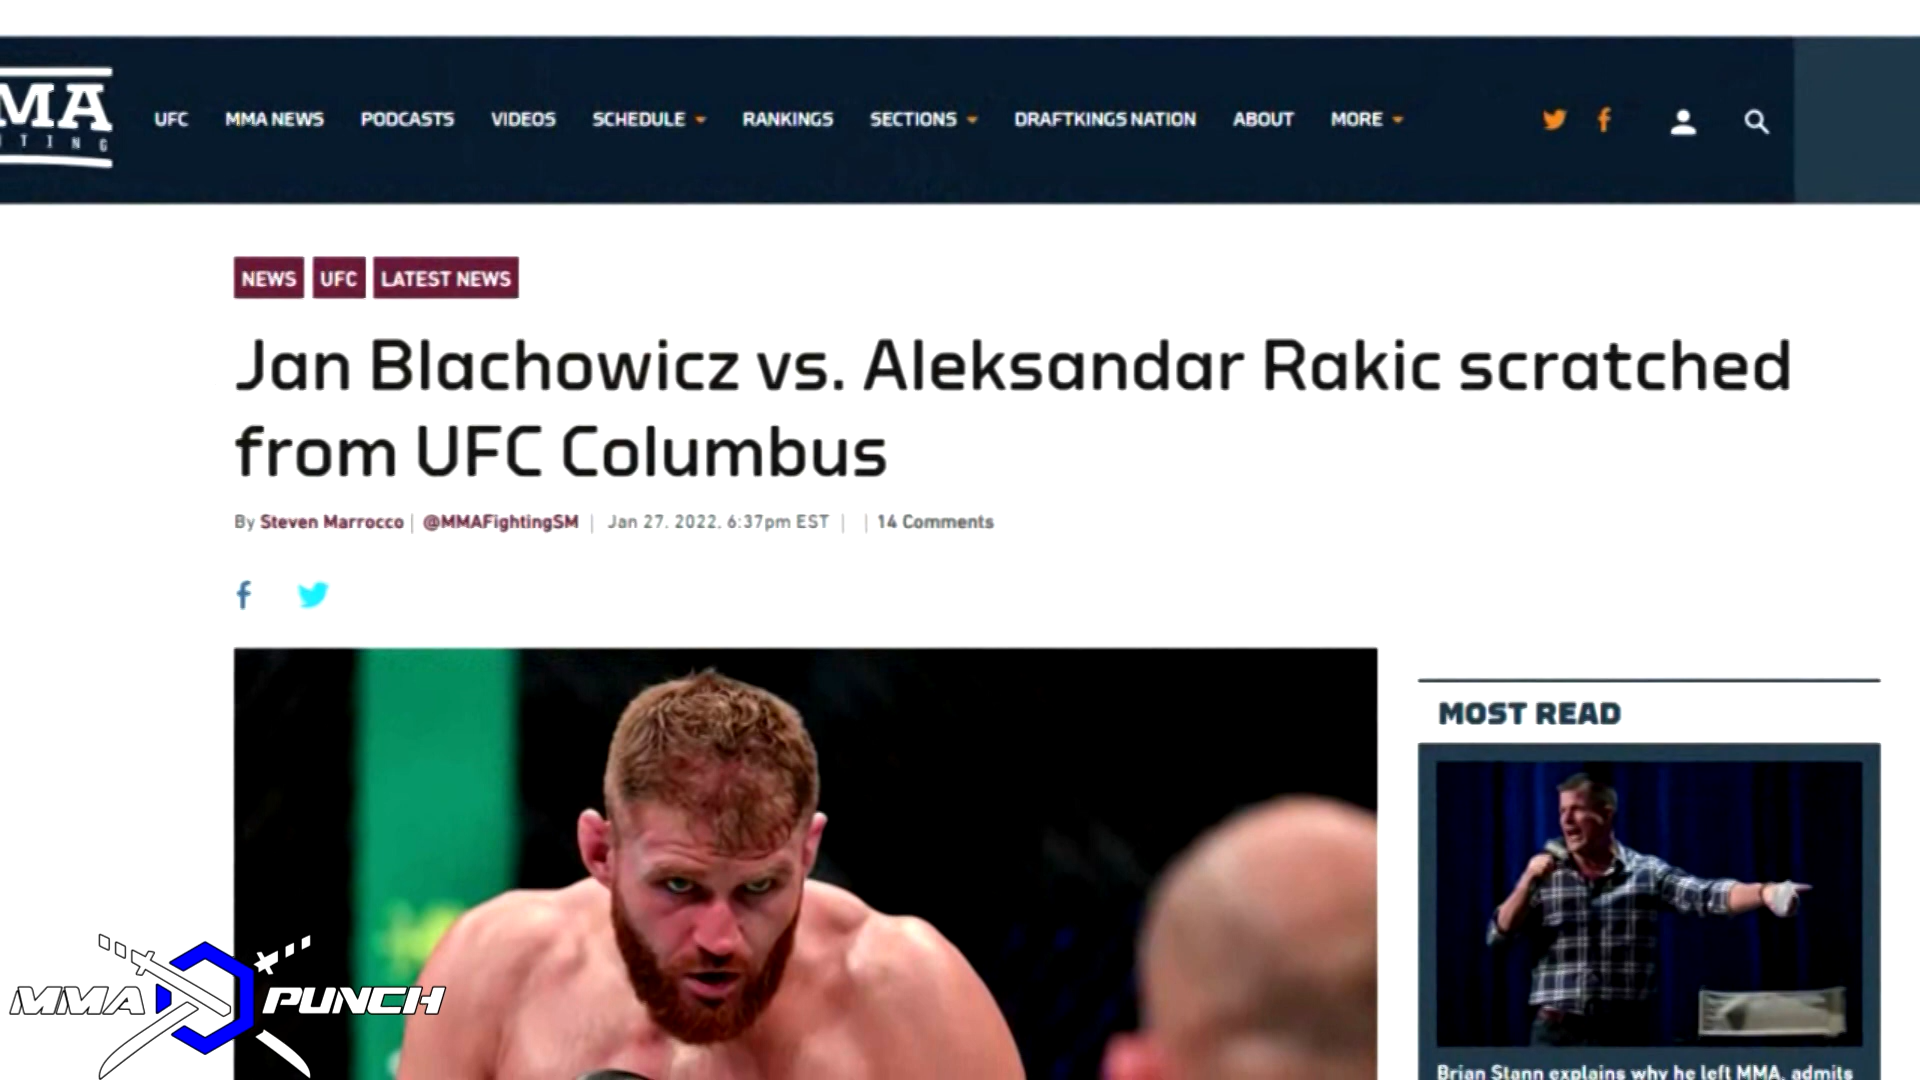 MMA
TING
UFC MMA NEWS PODCASTS VIDEOS SCHEDULE RANKINGS SECTIONS DRAFTKINGS NATION ABOUT MORE
NEWS UFC LATEST NEWS
Jan Blachowicz vs. Aleksandar Rakic scratched
from UFC Columbus
By Steven Marrocco | @MMAFightingSM | Jan 27, 2022, 6:37pm EST | | 14 Comments
MOST READ
Brian Stann explains why he left MMA, admits
MMA PUNCH